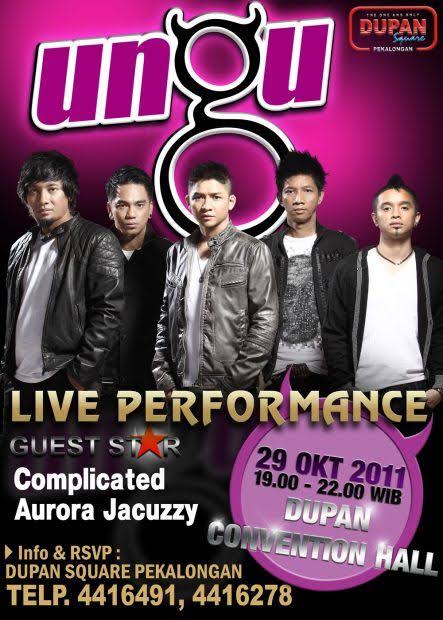 ungu
THE ONE AND ONLY
DUPAN
Square
PEKALONGAN
LIVE PERFORMANCE
GUEST STAR
Complicated
Aurora Jacuzzy
29 OKT 2011
19.00 - 22.00 WIB
DUPAN
CONVENTION HALL
Info & RSVP :
DUPAN SQUARE PEKALONGAN
TELP. 4416491, 4416278